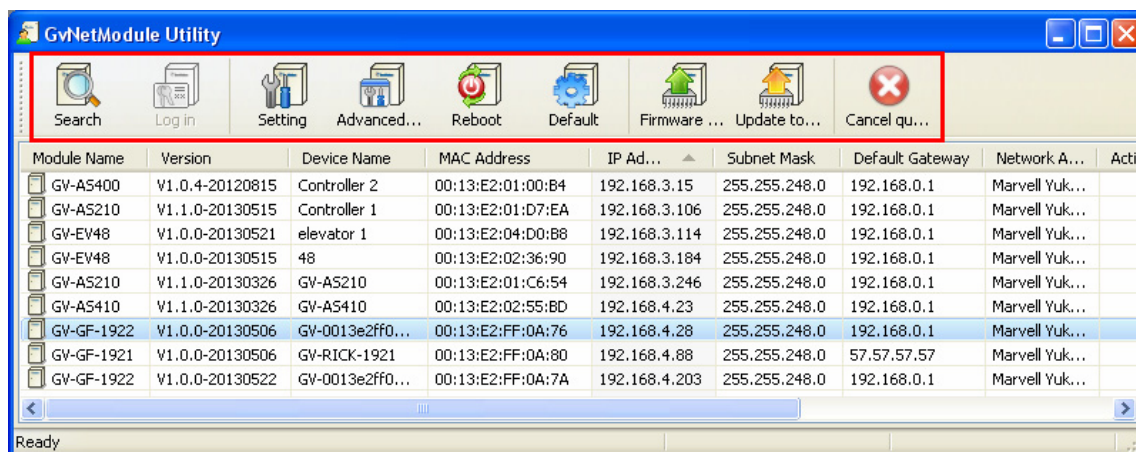 GvNetModule Utility
Search Log in Setting Advanced... Reboot Default Firmware ... Update to... Cancel qu...
Module Name Version Device Name MAC Address IP Ad... Subnet Mask Default Gateway Network A... Acti
GV-AS400 V1.0.4-20120815 Controller 2 00:13:E2:01:00:B4 192.168.3.15 255.255.248.0 192.168.0.1 Marvell Yuk...
GV-AS210 V1.1.0-20130515 Controller 1 00:13:E2:01:D7:EA 192.168.3.106 255.255.248.0 192.168.0.1 Marvell Yuk...
GV-EV48 V1.0.0-20130521 elevator 1 00:13:E2:04:D0:B8 192.168.3.114 255.255.248.0 192.168.0.1 Marvell Yuk...
GV-EV48 V1.0.0-20130515 48 00:13:E2:02:36:90 192.168.3.184 255.255.248.0 192.168.0.1 Marvell Yuk...
GV-AS210 V1.1.0-20130326 GV-AS210 00:13:E2:01:C6:54 192.168.3.246 255.255.248.0 192.168.0.1 Marvell Yuk...
GV-AS410 V1.1.0-20130326 GV-AS410 00:13:E2:02:55:BD 192.168.4.23 255.255.248.0 192.168.0.1 Marvell Yuk...
GV-GF-1922 V1.0.0-20130506 GV-0013e2ff0... 00:13:E2:FF:0A:76 192.168.4.28 255.255.248.0 192.168.0.1 Marvell Yuk...
GV-GF-1921 V1.0.0-20130506 GV-RICK-1921 00:13:E2:FF:0A:80 192.168.4.88 255.255.248.0 57.57.57.57 Marvell Yuk...
GV-GF-1922 V1.0.0-20130522 GV-0013e2ff0... 00:13:E2:FF:0A:7A 192.168.4.203 255.255.248.0 192.168.0.1 Marvell Yuk...
Ready